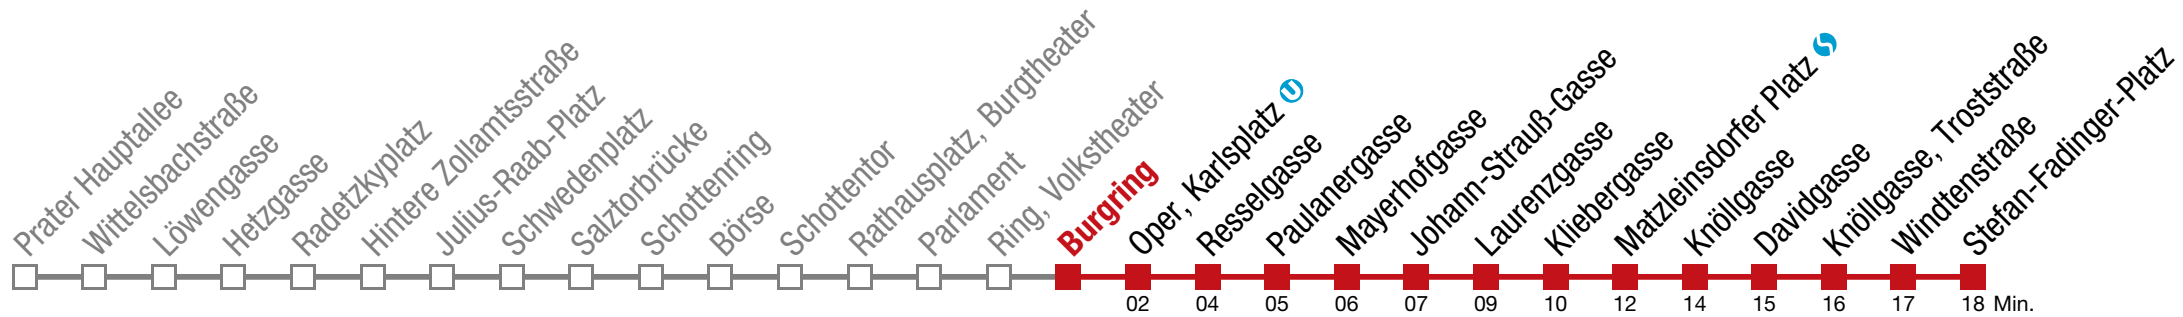 Prater Hauptallee
Wittelsbachstraße
Löwengasse
Hetzgasse
Radetzkyplatz
Hintere Zollamtsstraße
Julius-Raab-Platz
Schwedenplatz
Salztorbrücke
Schottenring
Börse
Schottentor
Rathausplatz, Burgtheater
Parlament
Ring, Volkstheater
Burgring
Oper, Karlsplatz U
Resselgasse
Paulanergasse
Mayerhofgasse
Johann-Strauß-Gasse
Laurenzgasse
Kliebergasse
Matzleinsdorfer Platz S
Knöllgasse
Davidgasse
Knöllgasse, Troststraße
Windtenstraße
Stefan-Fadinger-Platz
02 04 05 06 07 09 10 12 14 15 16 17 18 Min.